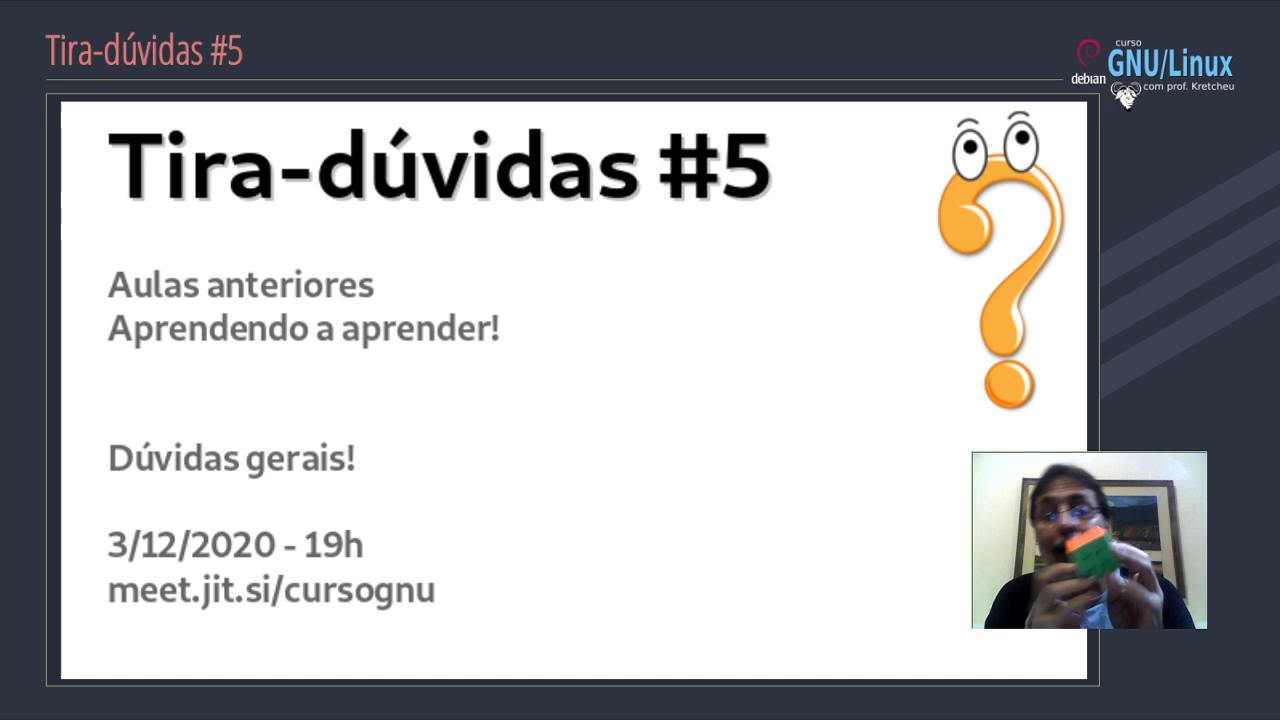 Tira-dúvidas #5
curso
debian
GNU/Linux
com prof. Kretcheu
Tira-dúvidas #5
Aulas anteriores
Aprendendo a aprender!
Dúvidas gerais!
3/12/2020 - 19h
meet.jit.si/cursognu